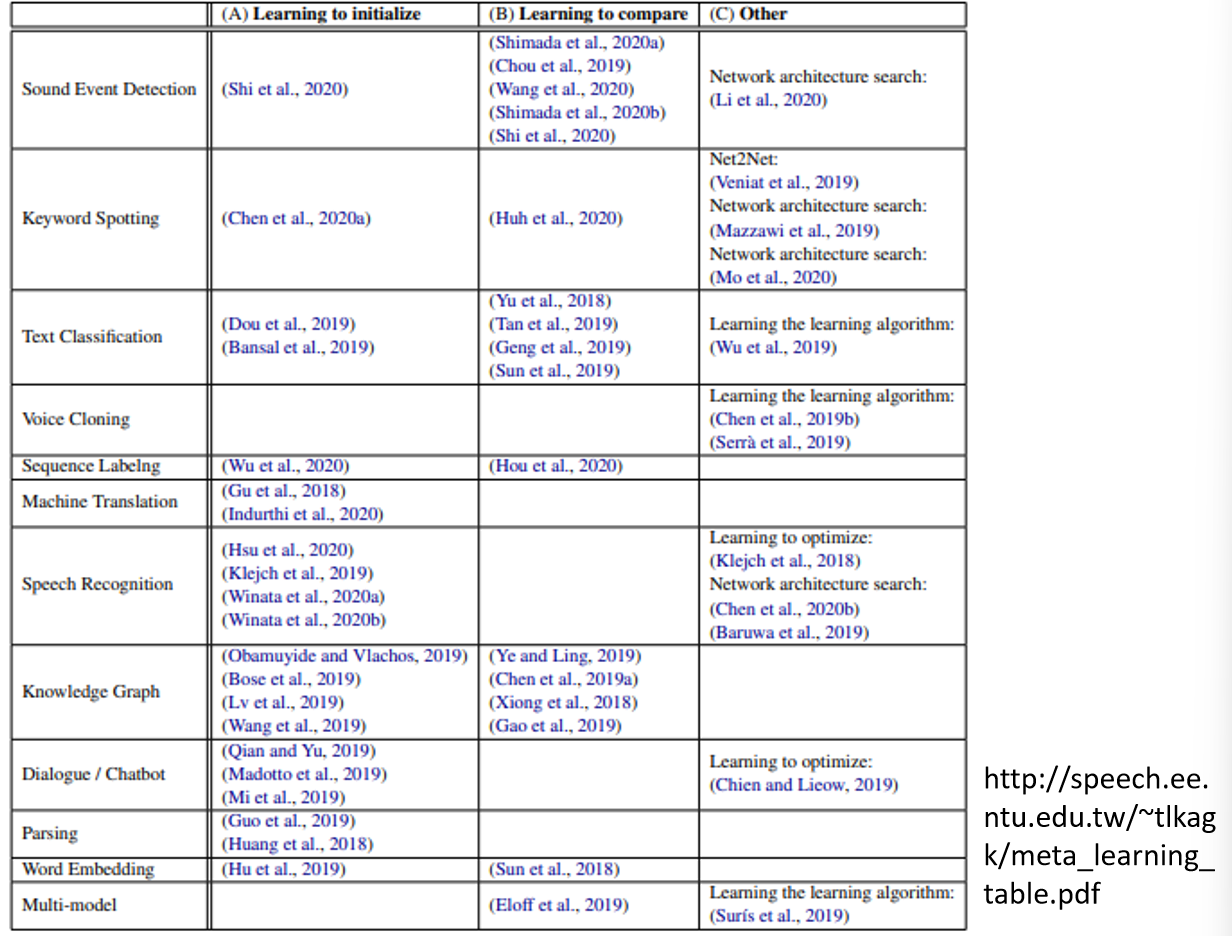 (A) Learning to initialize (B) Learning to compare (C) Other
Sound Event Detection
(Shi et al., 2020)
(Shimada et al., 2020a)
(Chou et al., 2019)
(Wang et al., 2020)
(Shimada et al., 2020b)
(Shi et al., 2020)
Network architecture search:
(Li et al., 2020)
Keyword Spotting
(Chen et al., 2020a)
(Huh et al., 2020)
Net2Net:
(Veniat et al., 2019)
Network architecture search:
(Mazzawi et al., 2019)
Network architecture search:
(Mo et al., 2020)
Text Classification
(Dou et al., 2019)
(Bansal et al., 2019)
(Yu et al., 2018)
(Tan et al., 2019)
(Geng et al., 2019)
(Sun et al., 2019)
Learning the learning algorithm:
(Wu et al., 2019)
Voice Cloning
Learning the learning algorithm:
(Chen et al., 2019b)
(Serrà et al., 2019)
Sequence Labelng
(Wu et al., 2020)
(Hou et al., 2020)
Machine Translation
(Gu et al., 2018)
(Indurthi et al., 2020)
Speech Recognition
(Hsu et al., 2020)
(Klejch et al., 2019)
(Winata et al., 2020a)
(Winata et al., 2020b)
Learning to optimize:
(Klejch et al., 2018)
Network architecture search:
(Chen et al., 2020b)
(Baruwa et al., 2019)
Knowledge Graph
(Obamuyide and Vlachos, 2019)
(Bose et al., 2019)
(Lv et al., 2019)
(Wang et al., 2019)
(Ye and Ling, 2019)
(Chen et al., 2019a)
(Xiong et al., 2018)
(Gao et al., 2019)
Dialogue / Chatbot
(Qian and Yu, 2019)
(Madotto et al., 2019)
(Mi et al., 2019)
Learning to optimize:
(Chien and Lieow, 2019)
Parsing
(Guo et al., 2019)
(Huang et al., 2018)
Word Embedding
(Hu et al., 2019)
(Sun et al., 2018)
Multi-model
(Eloff et al., 2019)
Learning the learning algorithm:
(Surís et al., 2019)
http://speech.ee.
ntu.edu.tw/~tlkag
k/meta_learning_
table.pdf